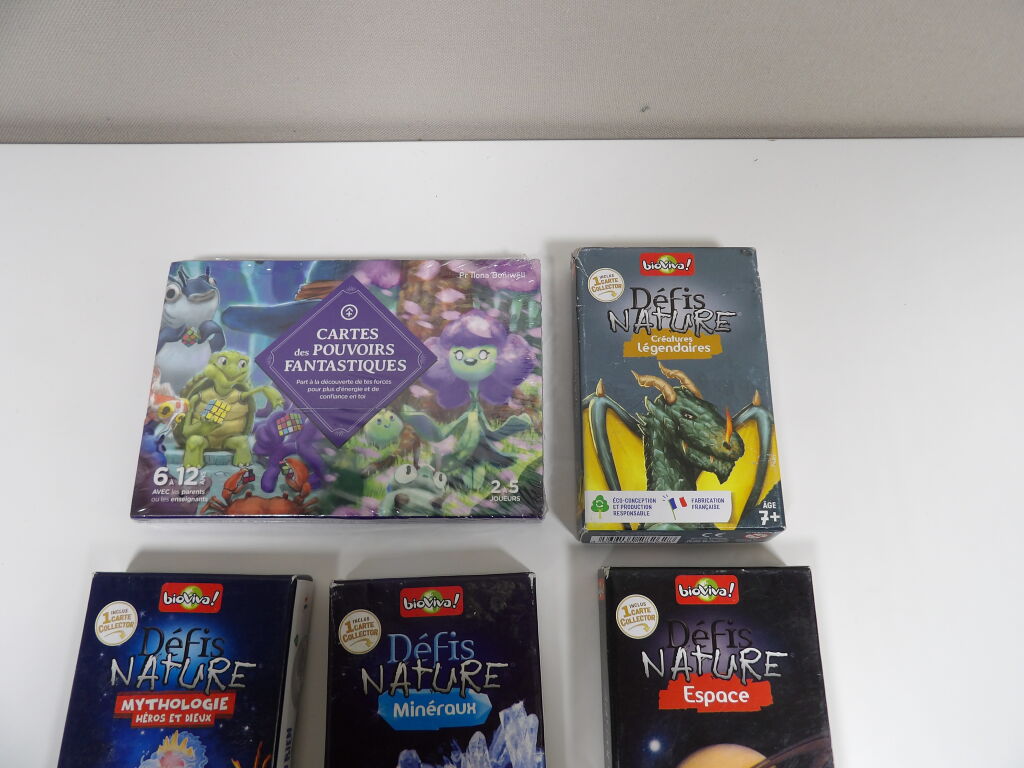 Pr Ilona Boniwell
CARTES
des POUVOIRS
FANTASTIQUES
Part à la découverte de tes forces
pour plus d'énergie et de
confiance en toi
6 à 12 ans
AVEC les parents
ou les enseignants
2 à 5
JOUEURS
bioviva!
INCLUS
1 CARTE
COLLECTOR
Défis
NATURE
Créatures
Légendaires
ÉCO-CONCEPTION
ET PRODUCTION
RESPONSABLE
FABRICATION
FRANÇAISE
ÂGE
7+
CE
bioviva!
INCLUS
1 CARTE
COLLECTOR
Défis
NATURE
MYTHOLOGIE
HÉROS ET DIEUX
bioviva!
INCLUS
1 CARTE
COLLECTOR
Défis
NATURE
Minéraux
bioviva!
INCLUS
1 CARTE
COLLECTOR
Défis
NATURE
Espace